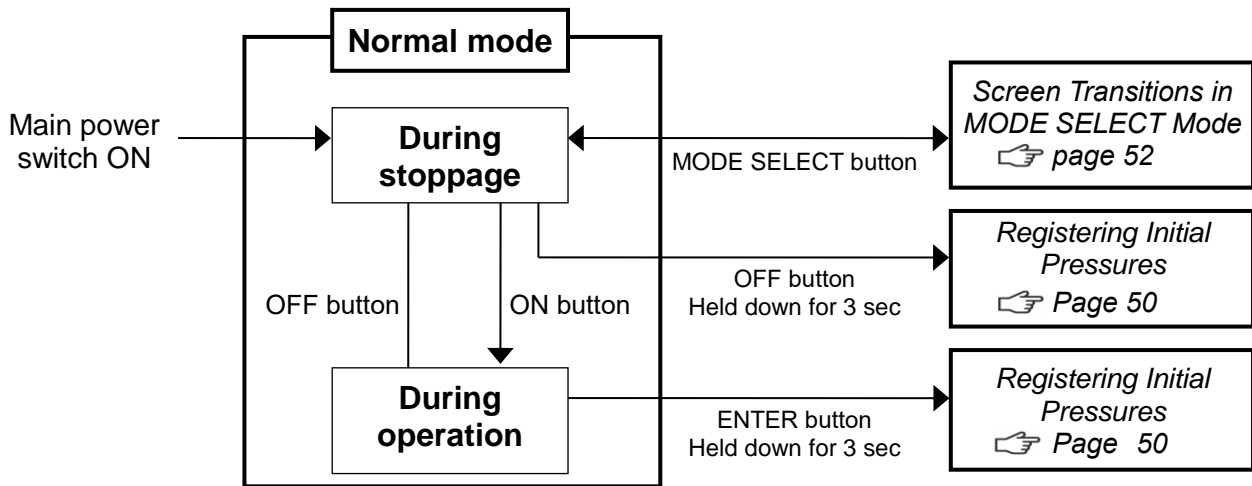 Normal mode
Main power
switch ON
During
stoppage
MODE SELECT button
Screen Transitions in
MODE SELECT Mode
page 52
OFF button
ON button
OFF button
Held down for 3 sec
Registering Initial
Pressures
Page 50
During
operation
ENTER button
Held down for 3 sec
Registering Initial
Pressures
Page 50